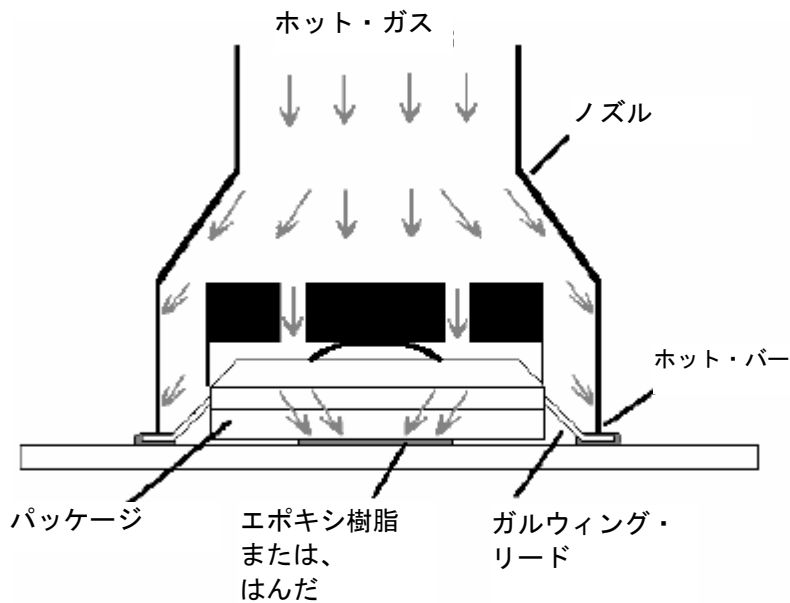 ホット・ガス
ノズル
ホット・バー
パッケージ
エポキシ樹脂
または、
はんだ
ガルウィング・
リード